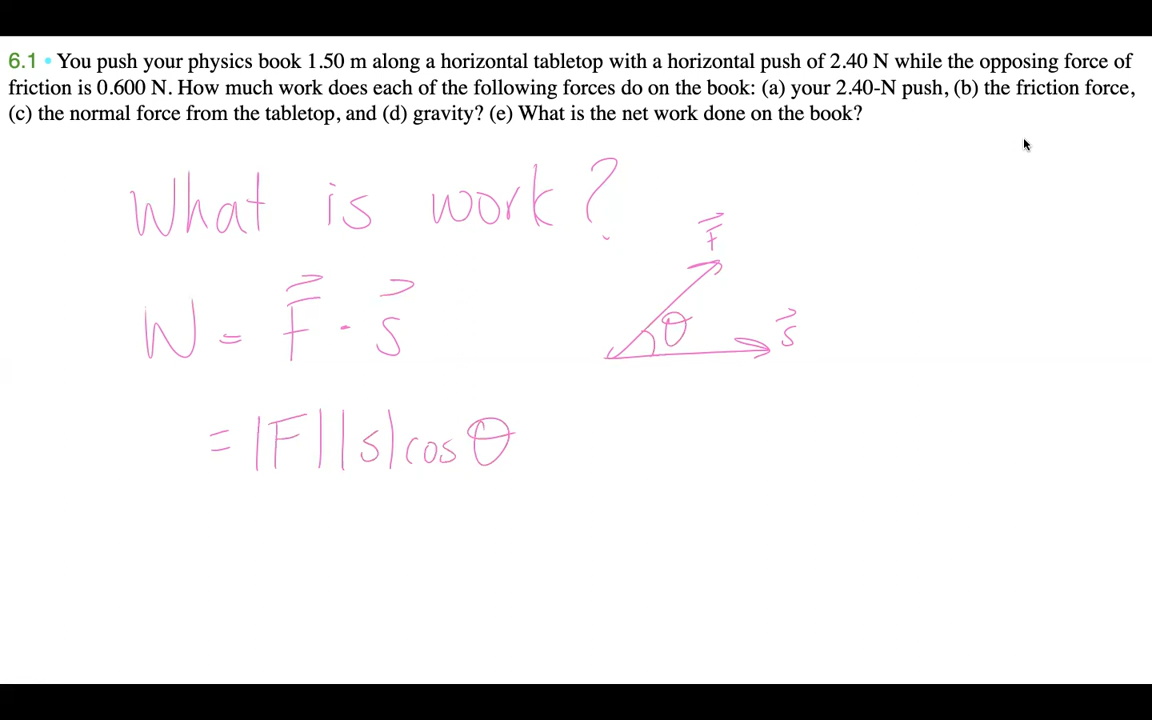 6.1 • You push your physics book 1.50 m along a horizontal tabletop with a horizontal push of 2.40 N while the opposing force of
friction is 0.600 N. How much work does each of the following forces do on the book: (a) your 2.40-N push, (b) the friction force,
(c) the normal force from the tabletop, and (d) gravity? (e) What is the net work done on the book?
What is work?
F⃗
W = F⃗ · s⃗
θ
s⃗
= |F||s|cos θ